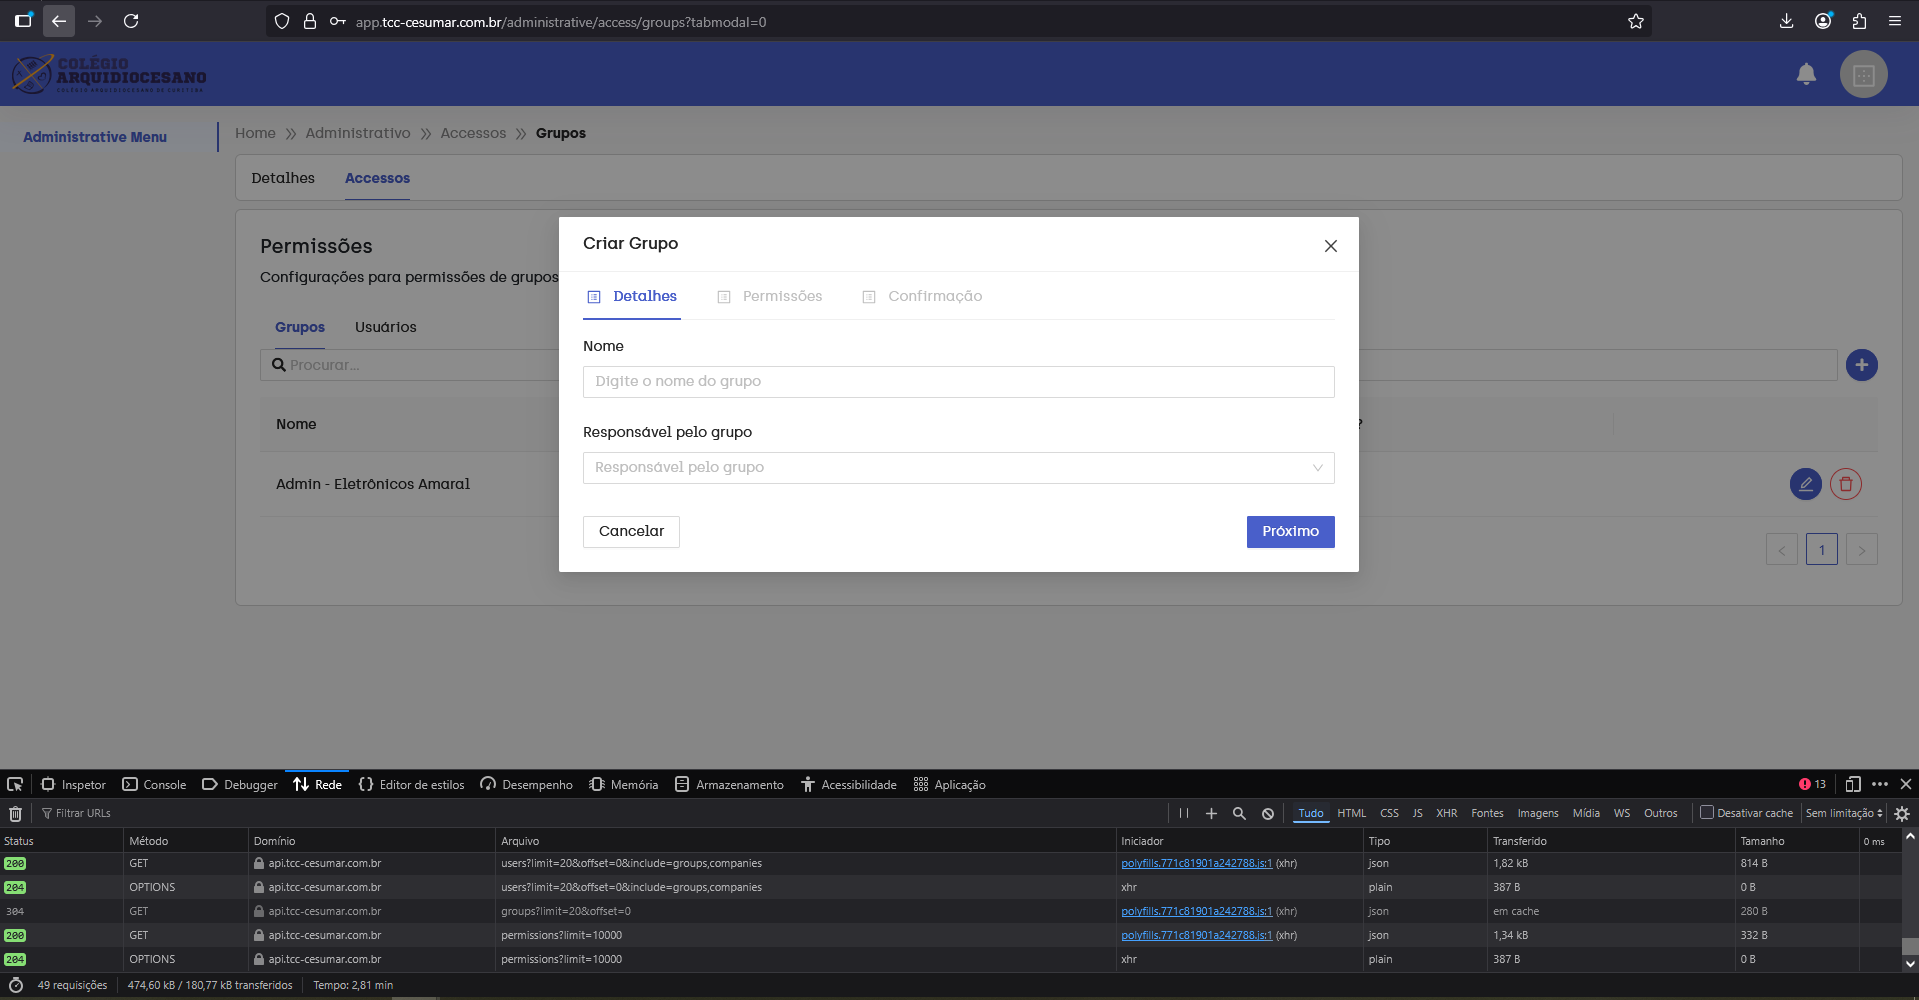 app.tcc-cesumar.com.br/administrative/access/groups?tabmodal=0
COLÉGIO
ARQUIDIOCESANO
COLÉGIO ARQUIDIOCESANO DE CURITIBA
Administrative Menu
Home Administrativo Accessos Grupos
Detalhes Accessos
Permissões
Configurações para permissões de grupos
Grupos Usuários
Procurar...
Nome ?
Admin - Eletrônicos Amaral
< 1 >
Criar Grupo
Detalhes Permissões Confirmação
Nome
Digite o nome do grupo
Responsável pelo grupo
Responsável pelo grupo
Cancelar Próximo
Inspetor Console Debugger Rede Editor de estilos Desempenho Memória Armazenamento Acessibilidade Aplicação 13
Filtrar URLs Tudo HTML CSS JS XHR Fontes Imagens Mídia WS Outros Desativar cache Sem limitação
Status Método Domínio Arquivo Iniciador Tipo Transferido Tamanho 0 ms
200 GET api.tcc-cesumar.com.br users?limit=20&offset=0&include=groups,companies polyfills.771c81901a242788.js:1 (xhr) json 1,82 kB 814 B
204 OPTIONS api.tcc-cesumar.com.br users?limit=20&offset=0&include=groups,companies xhr plain 387 B 0 B
304 GET api.tcc-cesumar.com.br groups?limit=20&offset=0 polyfills.771c81901a242788.js:1 (xhr) json em cache 280 B
200 GET api.tcc-cesumar.com.br permissions?limit=10000 polyfills.771c81901a242788.js:1 (xhr) json 1,34 kB 332 B
204 OPTIONS api.tcc-cesumar.com.br permissions?limit=10000 xhr plain 387 B 0 B
49 requisições 474,60 kB / 180,77 kB transferidos Tempo: 2,81 min